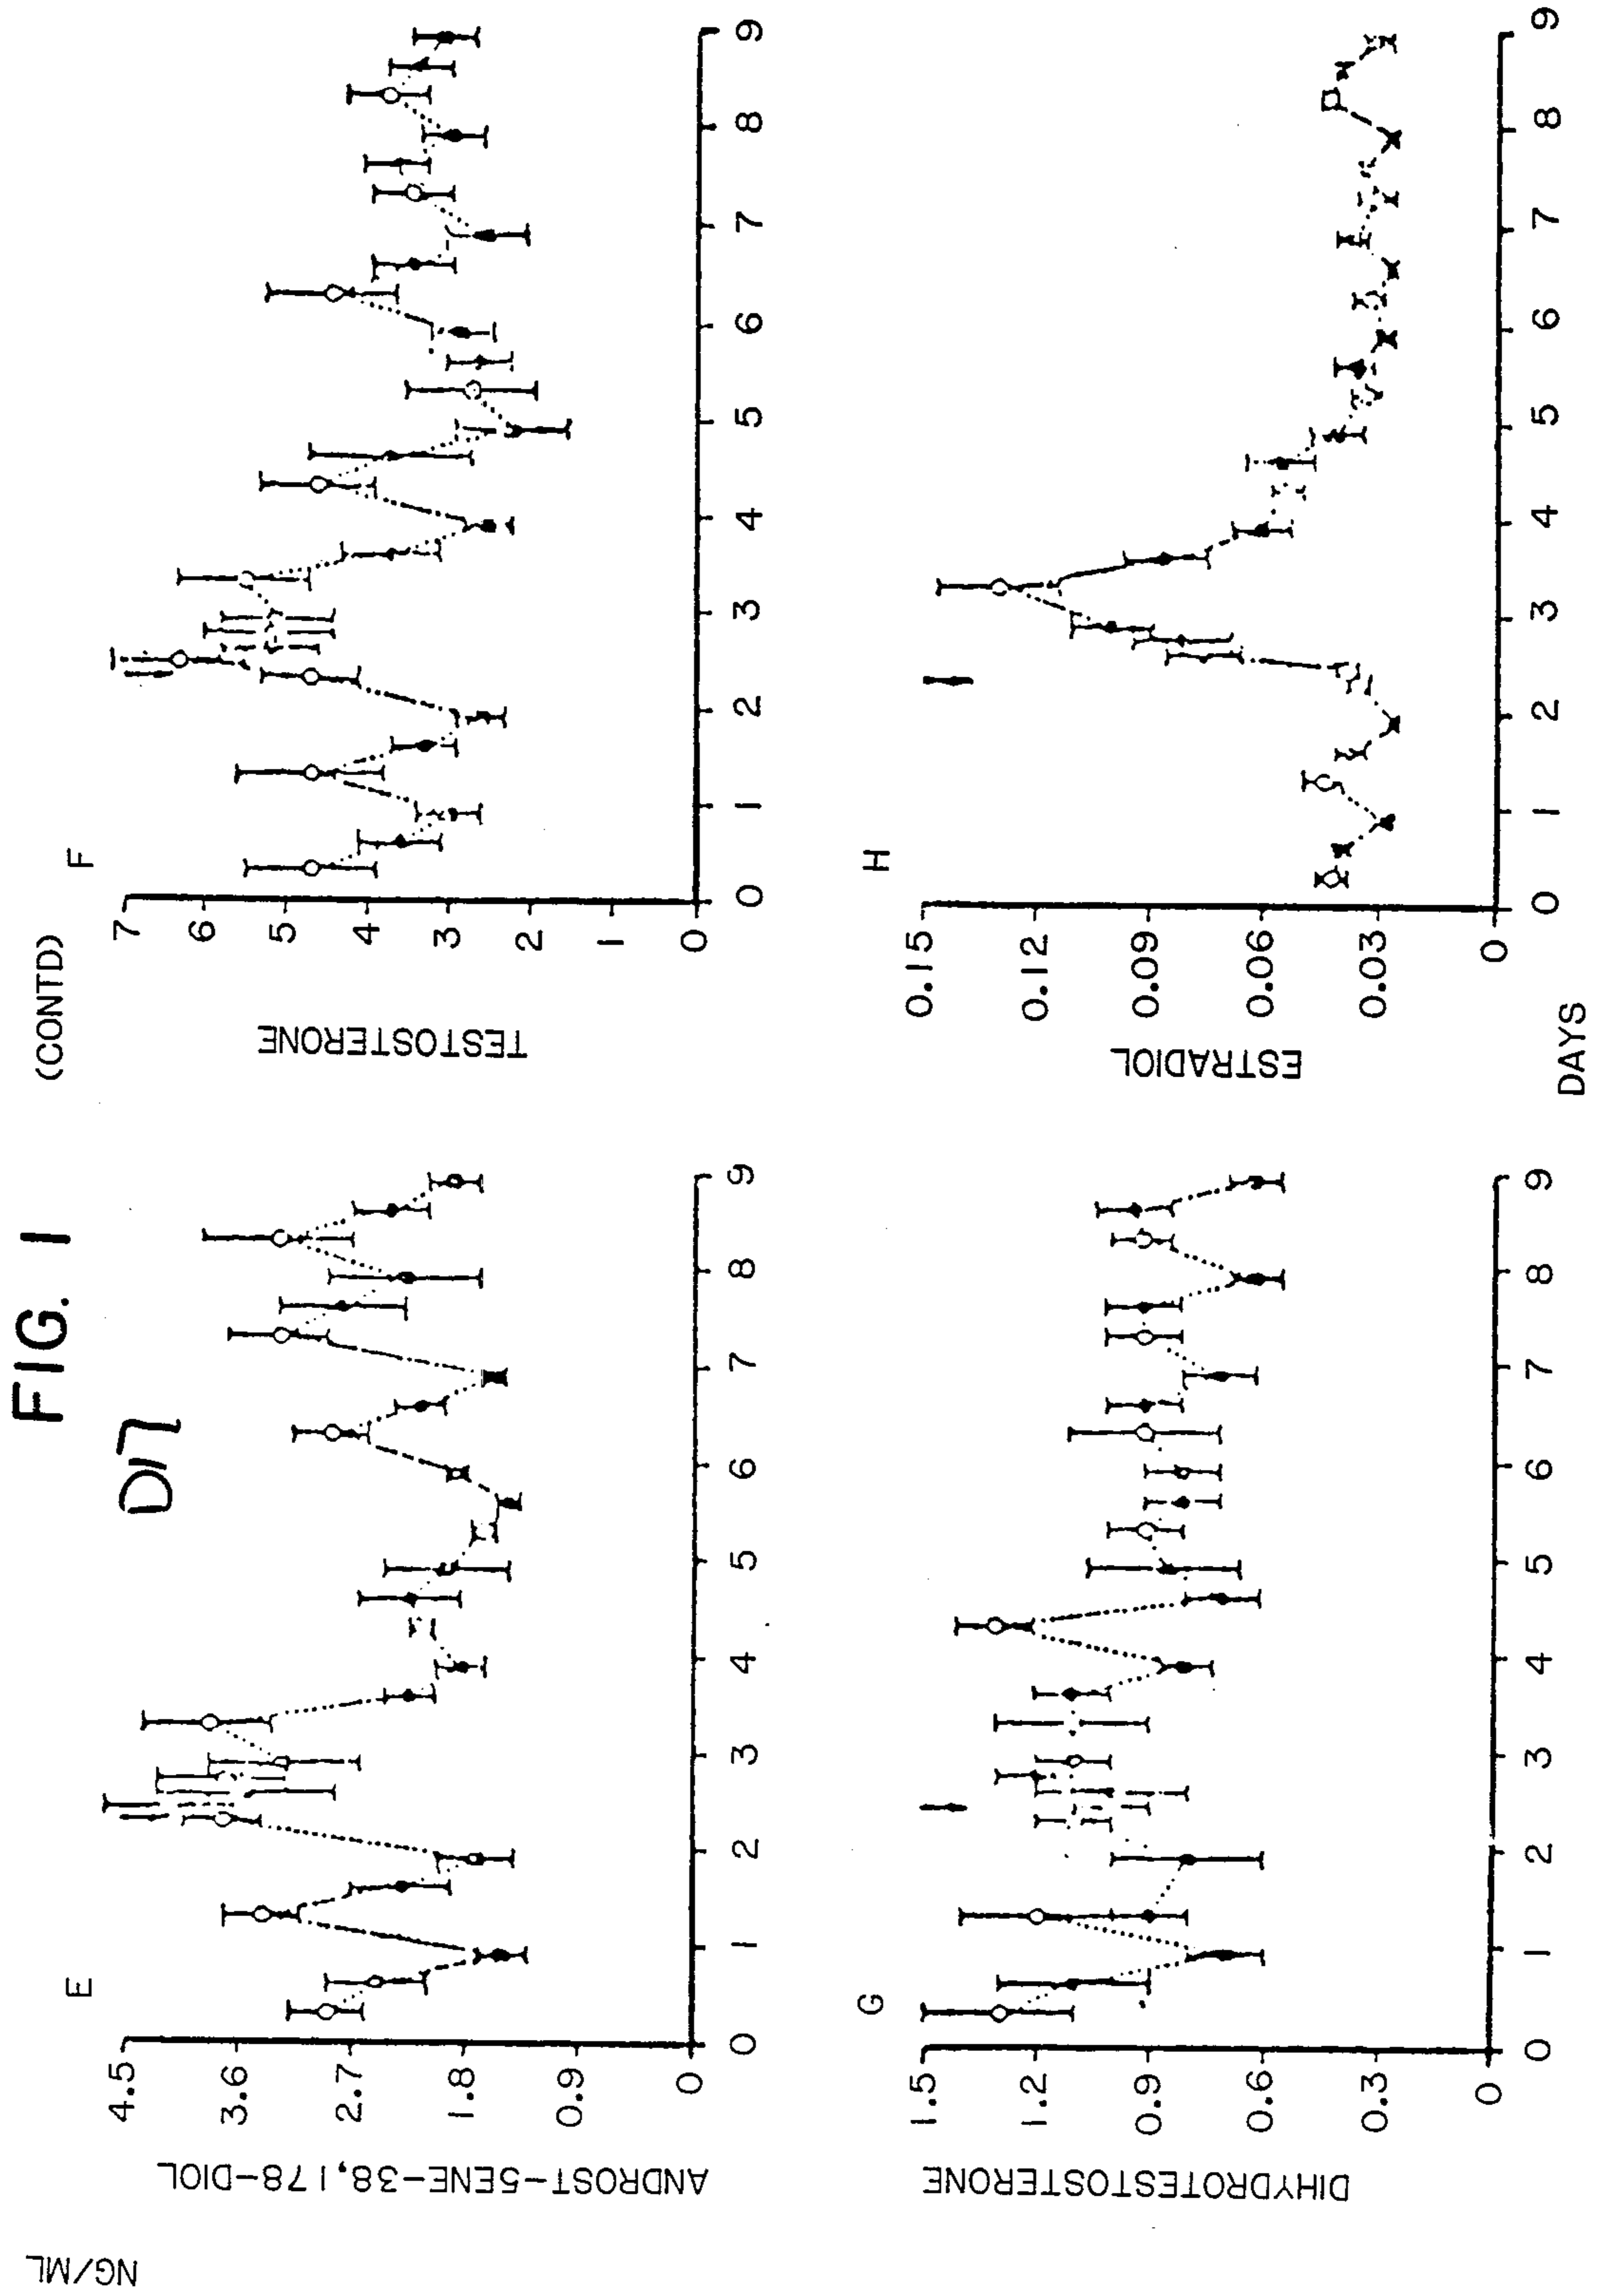 FIG. 1
(CONTD)
D17
NG/ML
E
ANDROST-5ENE-38,178-DIOL
4.5
3.6
2.7
1.8
0.9
0
0 1 2 3 4 5 6 7 8 9
F
TESTOSTERONE
7
6
5
4
3
2
1
0
0 1 2 3 4 5 6 7 8 9
G
DIHYDROTESTOSTERONE
1.5
1.2
0.9
0.6
0.3
0
0 1 2 3 4 5 6 7 8 9
H
ESTRADIOL
0.15
0.12
0.09
0.06
0.03
0
0 1 2 3 4 5 6 7 8 9
DAYS